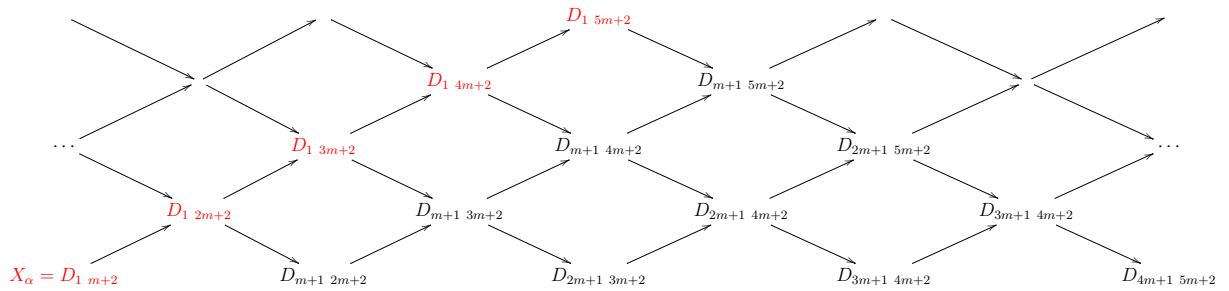 D_{1 5m+2}
D_{1 4m+2} D_{m+1 5m+2}
… D_{1 3m+2} D_{m+1 4m+2} D_{2m+1 5m+2} …
D_{1 2m+2} D_{m+1 3m+2} D_{2m+1 4m+2} D_{3m+1 4m+2}
X_α = D_{1 m+2} D_{m+1 2m+2} D_{2m+1 3m+2} D_{3m+1 4m+2} D_{4m+1 5m+2}